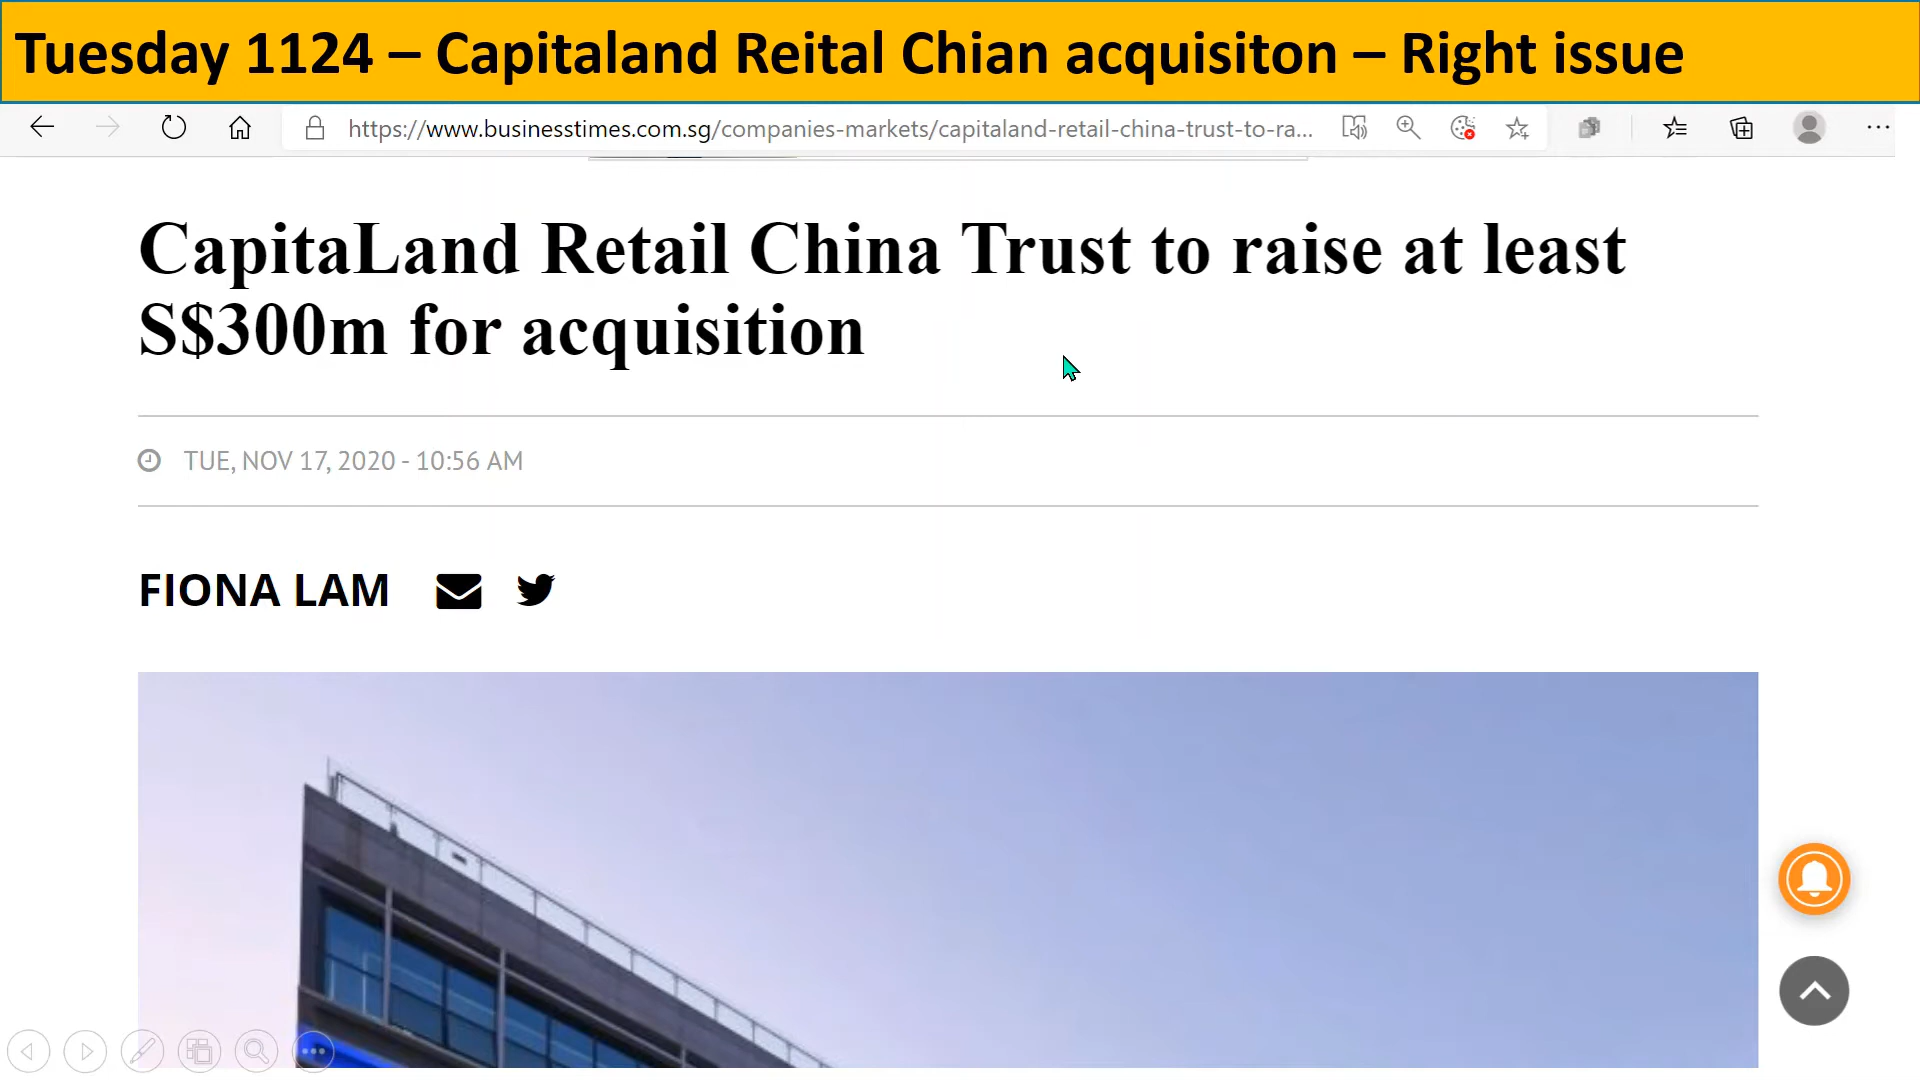 Tuesday 1124 – Capitaland Reital Chian acquisiton – Right issue
https://www.businesstimes.com.sg/companies-markets/capitaland-retail-china-trust-to-ra...
CapitaLand Retail China Trust to raise at least
S$300m for acquisition
TUE, NOV 17, 2020 - 10:56 AM
FIONA LAM